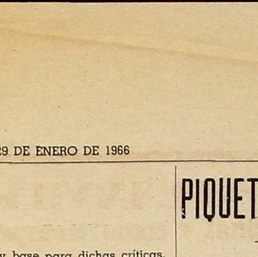 29 DE ENERO DE 1966
PIQUET
y base para dichas críticas,